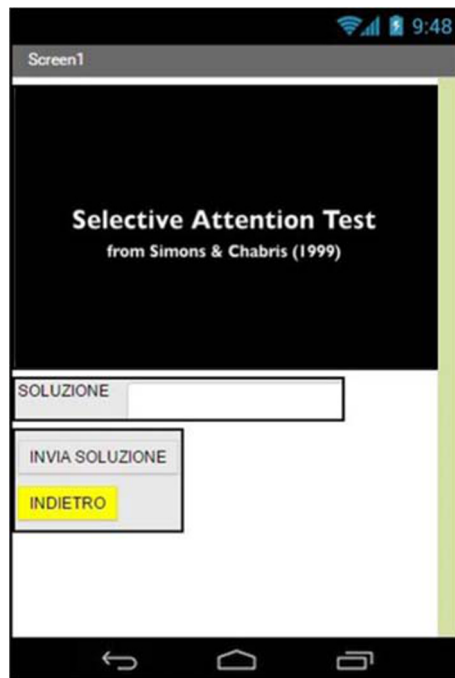 9:48
Screen1
Selective Attention Test
from Simons & Chabris (1999)
SOLUZIONE
INVIA SOLUZIONE
INDIETRO